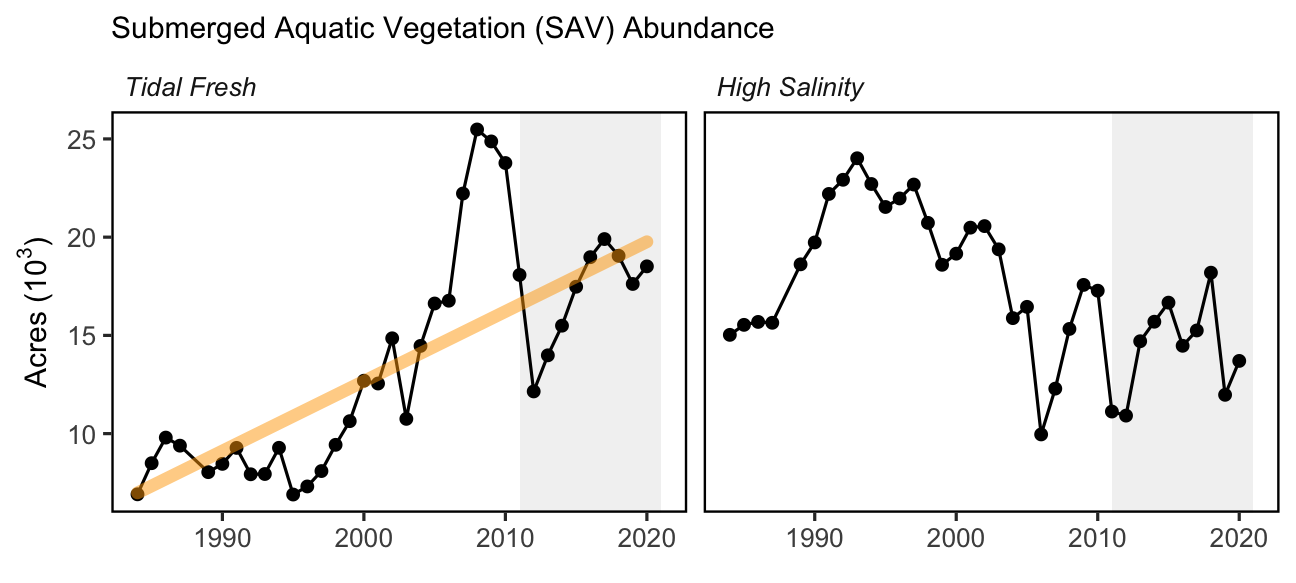 Submerged Aquatic Vegetation (SAV) Abundance
Tidal Fresh
High Salinity
Acres (10³)
25
20
15
10
1990 2000 2010 2020
1990 2000 2010 2020